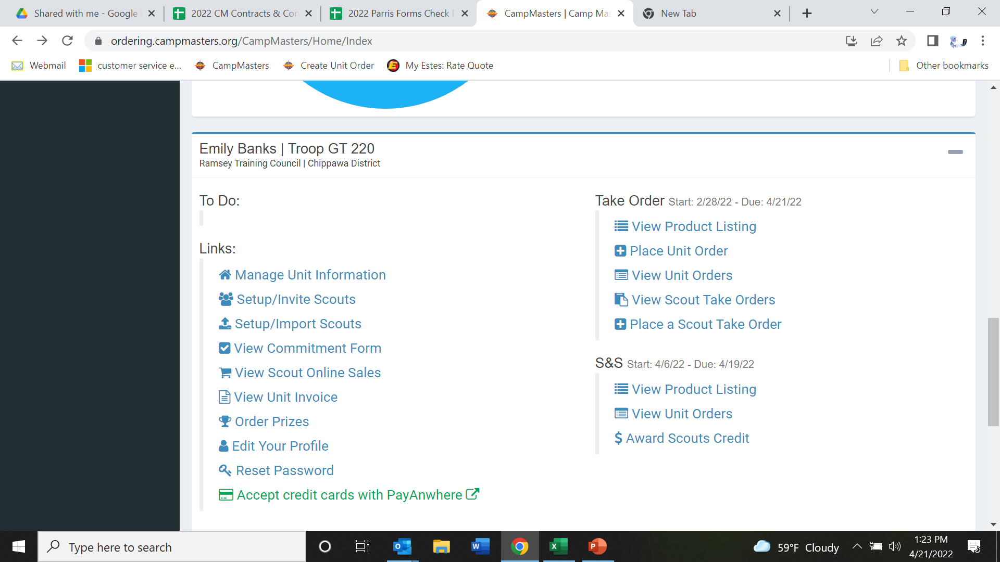 Shared with me - Google
2022 CM Contracts & Con
2022 Parris Forms Check
CampMasters | Camp Mas
New Tab
ordering.campmasters.org/CampMasters/Home/Index
Webmail
customer service e...
CampMasters
Create Unit Order
My Estes: Rate Quote
Other bookmarks
Emily Banks | Troop GT 220
Ramsey Training Council | Chippawa District
To Do:
Links:
Manage Unit Information
Setup/Invite Scouts
Setup/Import Scouts
View Commitment Form
View Scout Online Sales
View Unit Invoice
Order Prizes
Edit Your Profile
Reset Password
Accept credit cards with PayAnwhere
Take Order Start: 2/28/22 - Due: 4/21/22
View Product Listing
Place Unit Order
View Unit Orders
View Scout Take Orders
Place a Scout Take Order
S&S Start: 4/6/22 - Due: 4/19/22
View Product Listing
View Unit Orders
Award Scouts Credit
Type here to search
59°F Cloudy
1:23 PM
4/21/2022